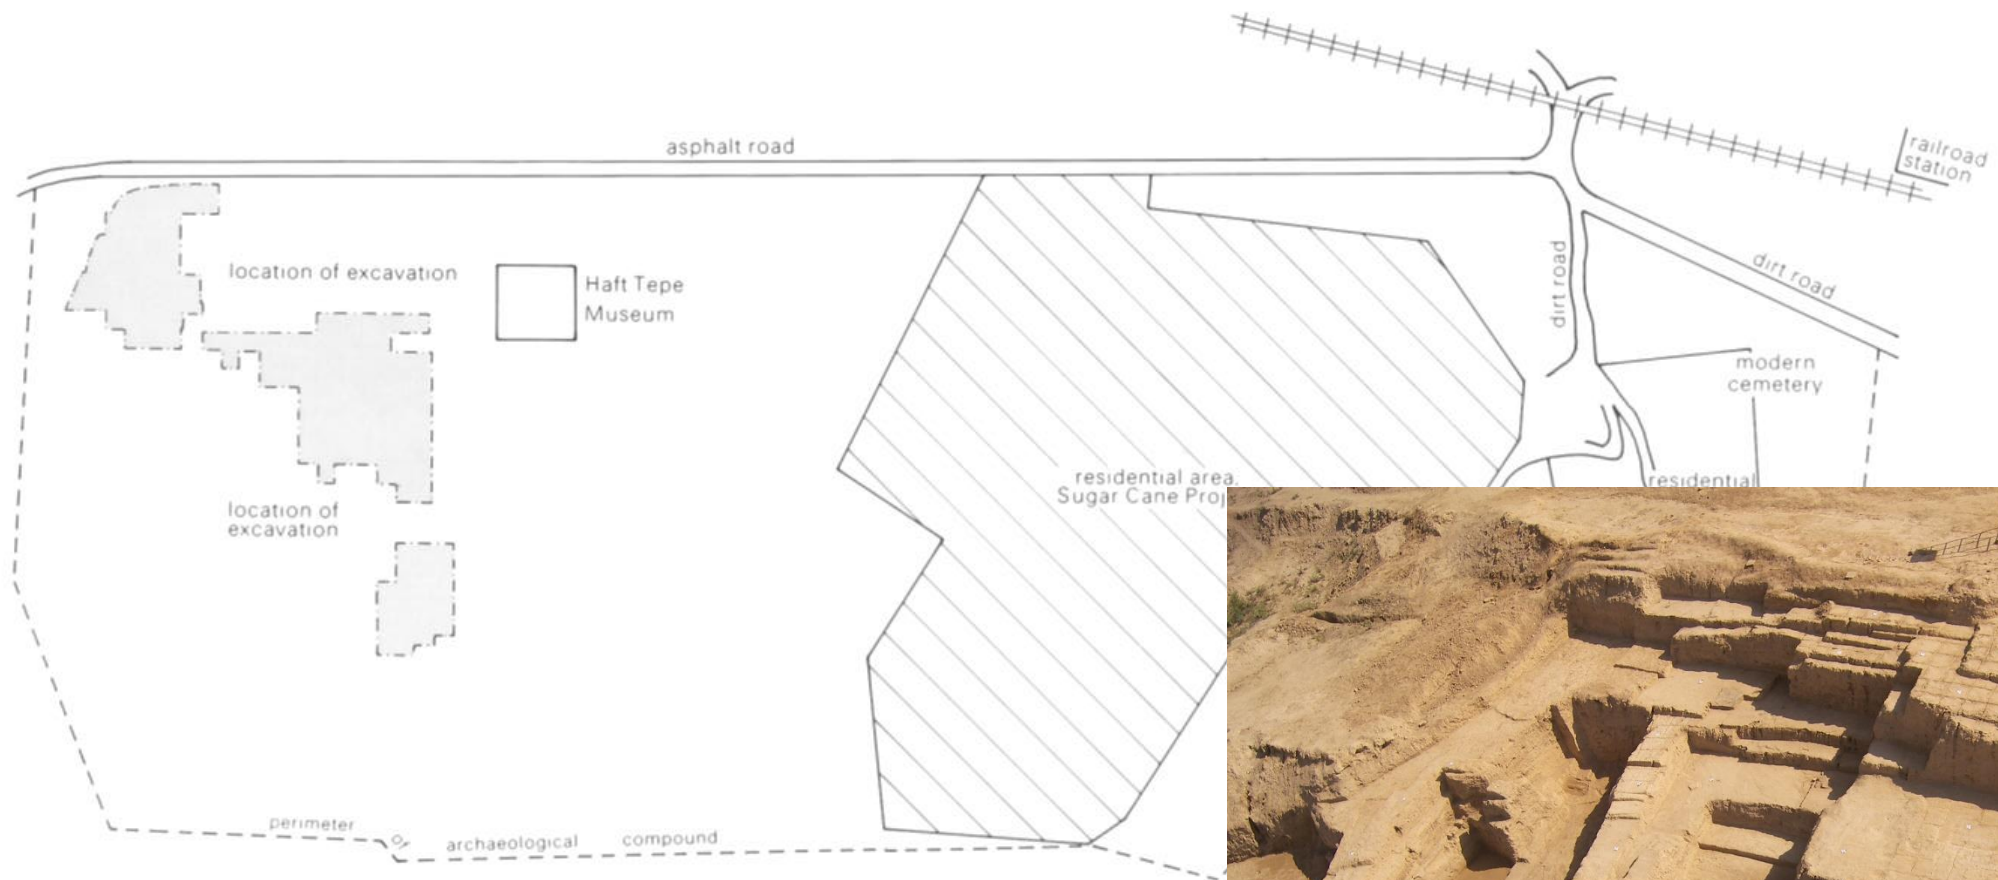 asphalt road
railroad
station
location of excavation
Haft Tepe
Museum
dirt road
dirt road
modern
cemetery
residential area.
Sugar Cane Proj
residential
location of
excavation
perimeter
of
archaeological compound